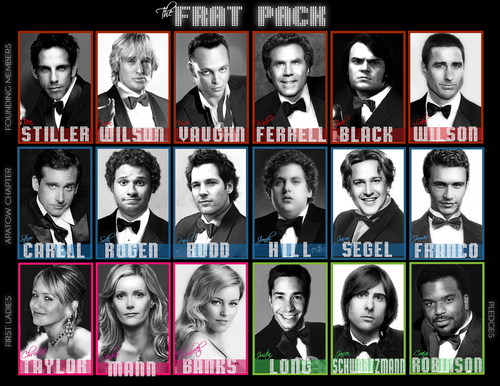 The FRAT PACK
FOUNDING MEMBERS
STILLER WILSON VAUGHN FERRELL BLACK WILSON
APATOW CHAPTER
CARELL ROGEN RUDD HILL SEGEL FRANCO
FIRST LADIES
TAYLOR MANN BANKS LONG SCHWARTZMANN ROBINSON
PLEDGES